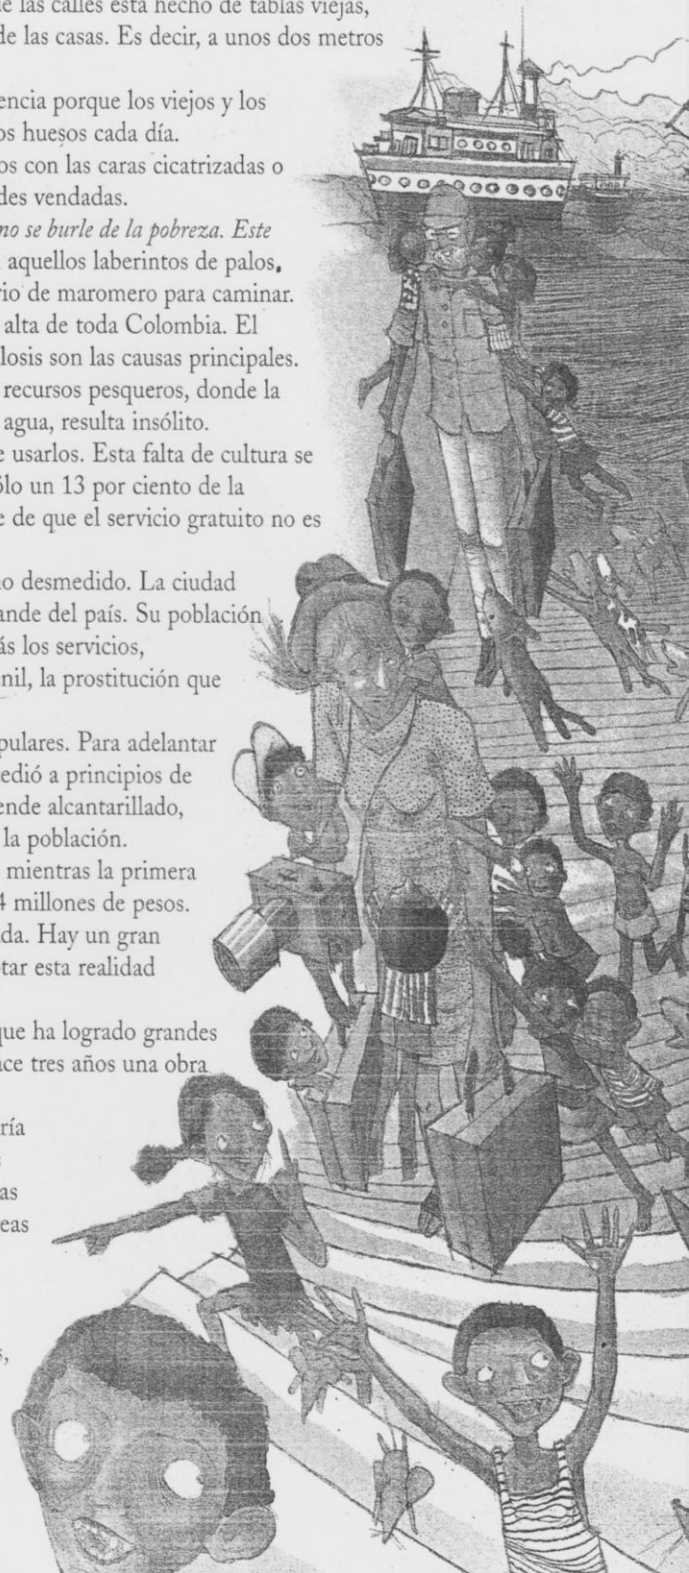 de las calles está hecho de tablas viejas,
de las casas. Es decir, a unos dos metros
encia porque los viejos y los
os huesos cada día.
os con las caras cicatrizadas o
des vendadas.
no se burle de la pobreza. Este
aquellos laberintos de palos,
rio de maromero para caminar.
alta de toda Colombia. El
losis son las causas principales.
recursos pesqueros, donde la
agua, resulta insólito.
e usarlos. Esta falta de cultura se
ólo un 13 por ciento de la
e de que el servicio gratuito no es
no desmedido. La ciudad
ande del país. Su población
ás los servicios,
nil, la prostitución que
pulares. Para adelantar
edió a principios de
ende alcantarillado,
la población.
mientras la primera
4 millones de pesos.
da. Hay un gran
tar esta realidad
que ha logrado grandes
ace tres años una obra
ría
as
eas
s,